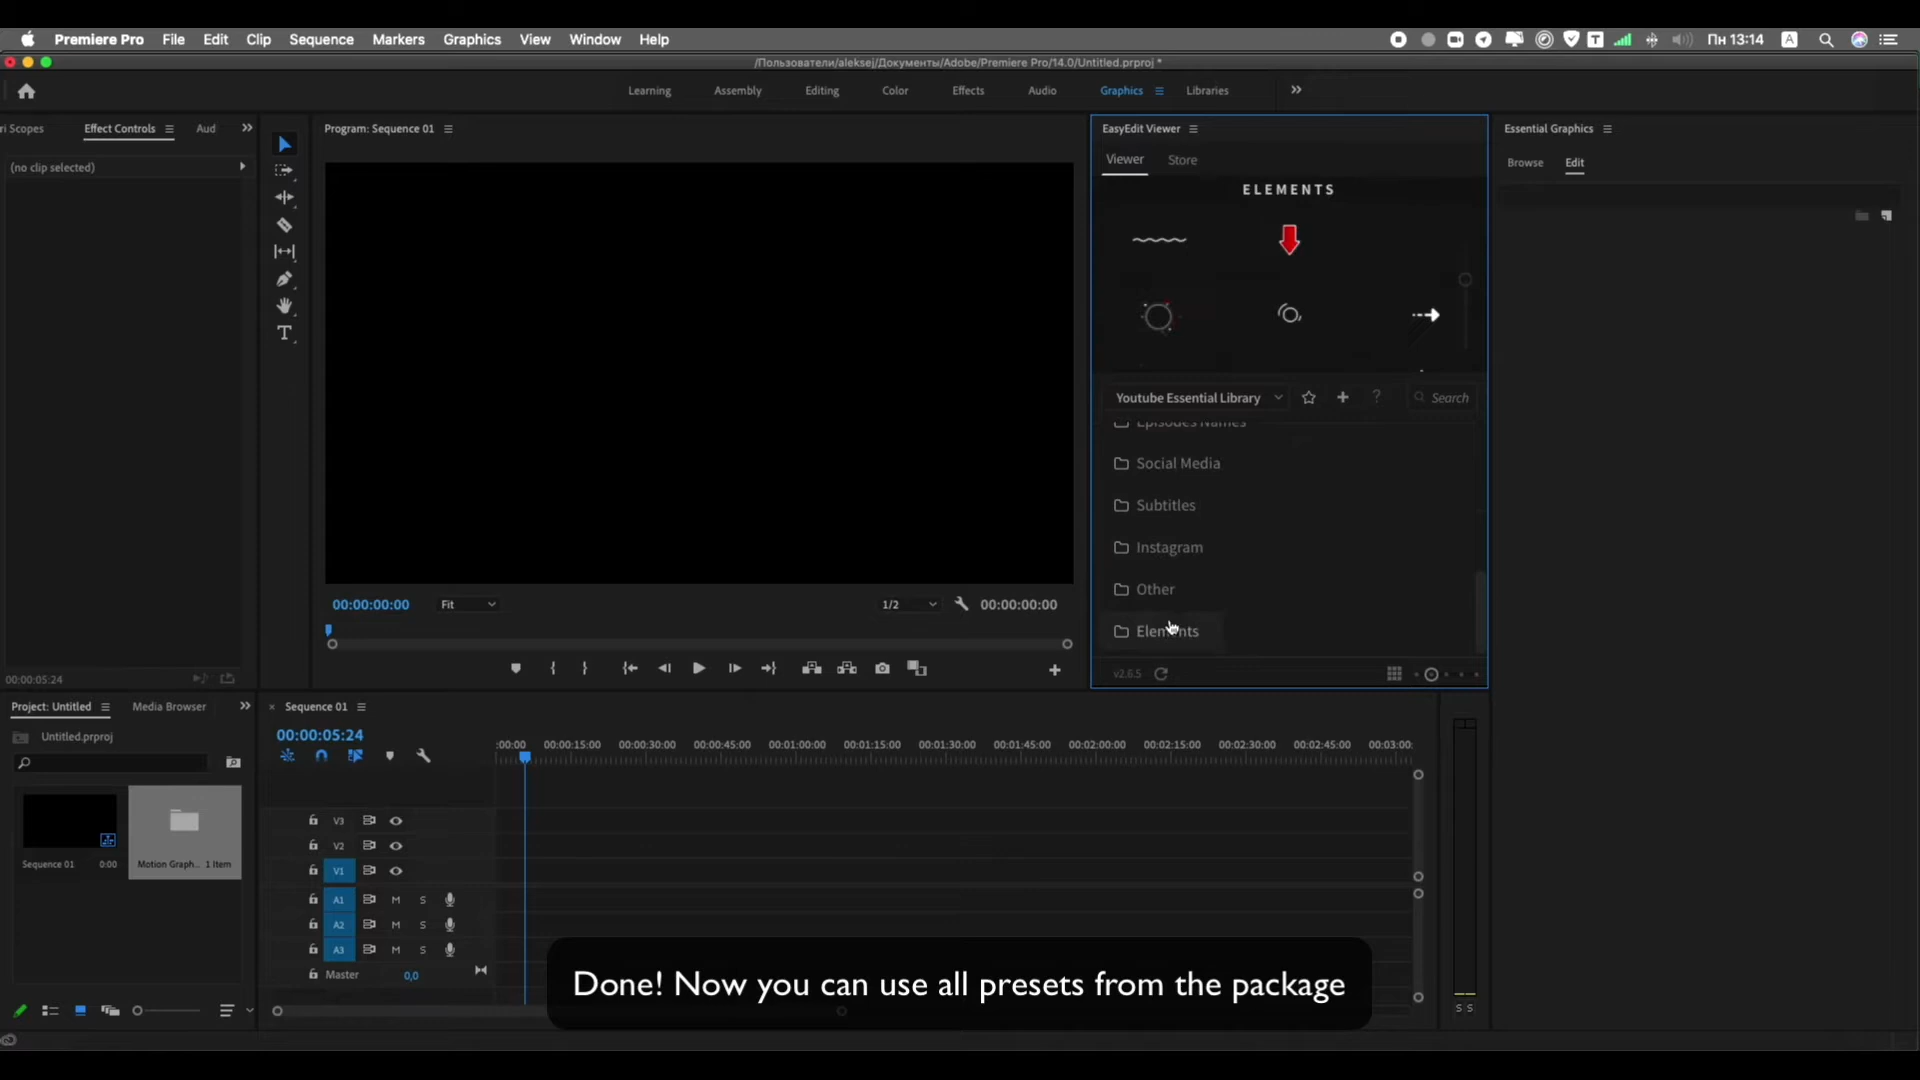 Premiere Pro File Edit Clip Sequence Markers Graphics View Window Help
T
Пн 13:14
A
/Пользователи/aleksej/Документы/Adobe/Premiere Pro/14.0/Untitled.prproj *
Learning Assembly Editing Color Effects Audio Graphics Libraries
ri Scopes Effect Controls Aud
(no clip selected)
00:00:05:24
Program: Sequence 01
00:00:00:00 Fit 1/2 00:00:00:00
EasyEdit Viewer
Viewer Store
ELEMENTS
Youtube Essential Library ? Search
Episodes Names
Social Media
Subtitles
Instagram
Other
Elements
v2.6.5
Essential Graphics
Browse Edit
Project: Untitled Media Browser
Untitled.prproj
Sequence 01 0:00 Motion Graph... 1 Item
× Sequence 01
00:00:05:24
:00:00 00:00:15:00 00:00:30:00 00:00:45:00 00:01:00:00 00:01:15:00 00:01:30:00 00:01:45:00 00:02:00:00 00:02:15:00 00:02:30:00 00:02:45:00 00:03:00:
V3
V2
V1
A1 M S
A2 M S
A3 M S
Master 0,0
S S
Done! Now you can use all presets from the package